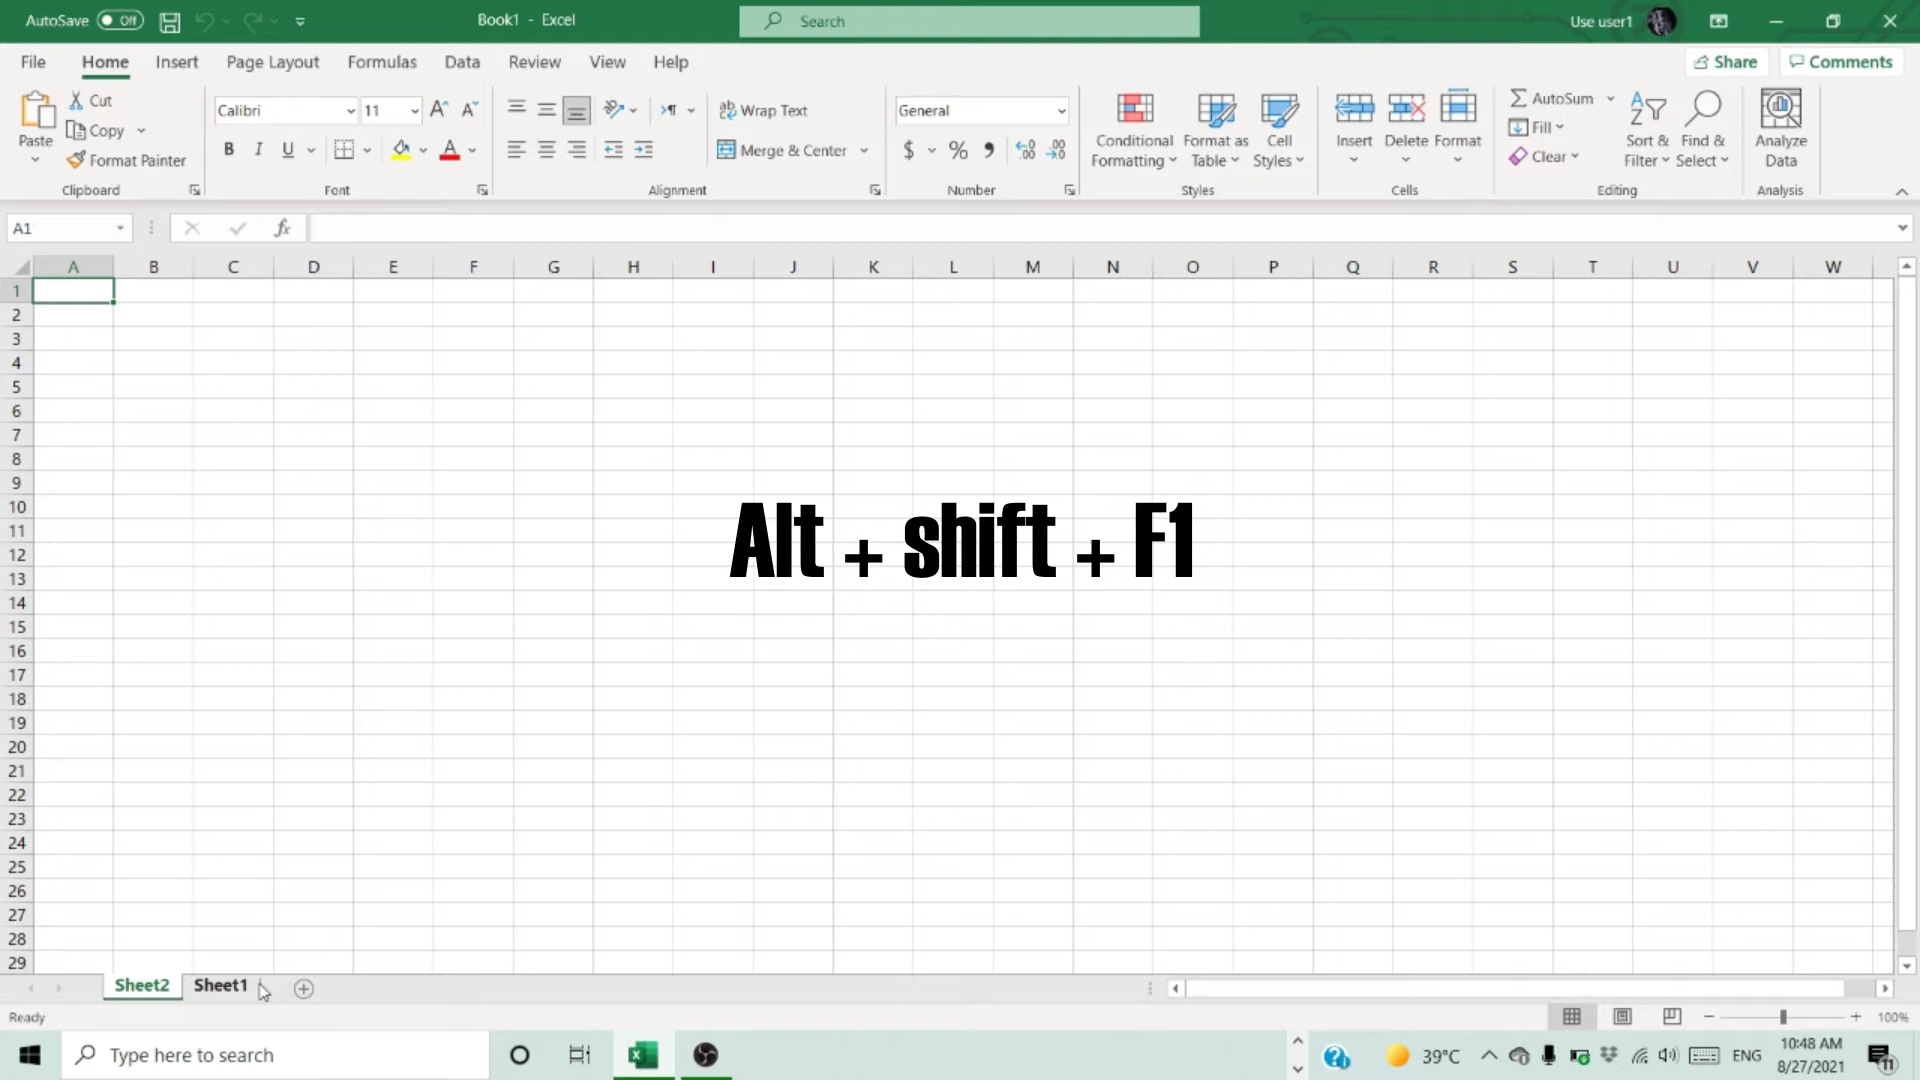 AutoSave Off Book1 - Excel Search Use user1
File Home Insert Page Layout Formulas Data Review View Help Share Comments
Paste
Cut
Copy
Format Painter
Clipboard
Calibri 11
B I U
Font
Wrap Text
Merge & Center
Alignment
General
$ % 9
Number
Conditional Formatting
Format as Table
Cell Styles
Styles
Insert Delete Format
Cells
AutoSum
Fill
Clear
Sort & Filter
Find & Select
Editing
Analyze Data
Analysis
A1 fx
A B C D E F G H I J K L M N O P Q R S T U V W
1
2
3
4
5
6
7
8
9
10
11
12
13
14
15
16
17
18
19
20
21
22
23
24
25
26
27
28
29
Alt + shift + F1
Sheet2 Sheet1
Ready 100%
Type here to search 39°C ENG 10:48 AM
8/27/2021
11